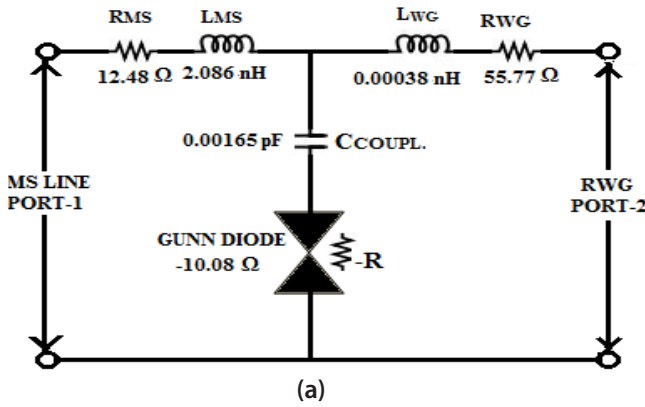 RMS LMS LWG RWG
12.48 Ω 2.086 nH 0.00038 nH 55.77 Ω
0.00165 pF CCOUPL.
MS LINE
PORT-1
RWG
PORT-2
GUNN DIODE
-10.08 Ω
-R
(a)